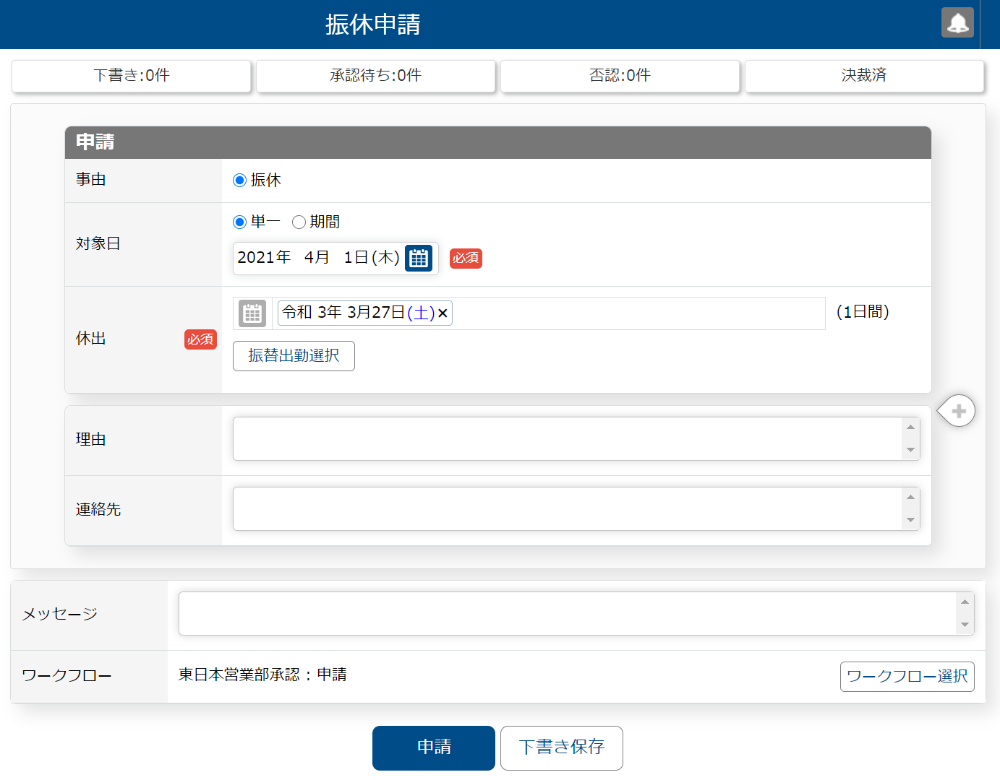 振休申請
下書き:0件 承認待ち:0件 否認:0件 決裁済
申請
事由 振休
対象日 単一 期間
2021年 4月 1日(木) 必須
休出 必須 令和 3年 3月27日(土)× (1日間)
振替出勤選択
理由
連絡先
メッセージ
ワークフロー 東日本営業部承認：申請 ワークフロー選択
申請 下書き保存